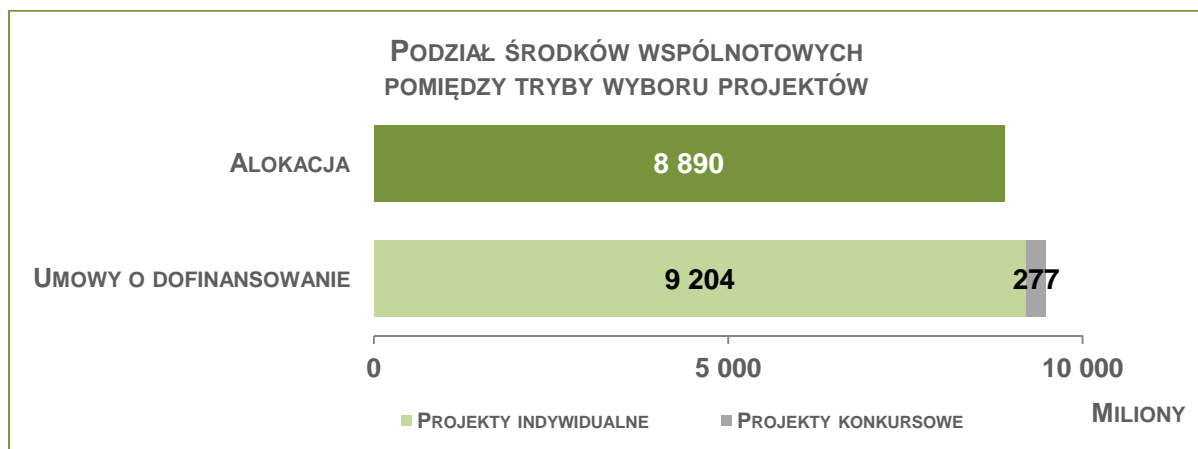 PODZIAŁ ŚRODKÓW WSPÓLNOTOWYCH
POMIĘDZY TRYBY WYBORU PROJEKTÓW
ALOKACJA
8 890
UMOWY O DOFINANSOWANIE
9 204
277
0
5 000
10 000
MILIONY
PROJEKTY INDYWIDUALNE
PROJEKTY KONKURSOWE